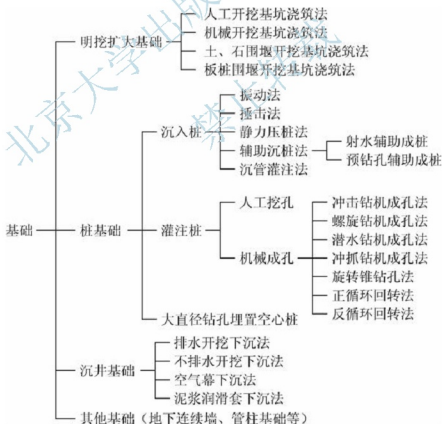 人工开挖基坑浇筑法
机械开挖基坑浇筑法
明挖扩大基础
土、石围堰开挖基坑浇筑法
板桩围堰开挖基坑浇筑法
振动法
捶击法
沉入桩
静力压桩法
射水辅助成桩
辅助沉桩法
预钻孔辅助成桩
沉管灌注法
人工挖孔
冲击钻机成孔法
螺旋钻机成孔法
基础
桩基础
灌注桩
潜水钻机成孔法
机械成孔
冲抓钻机成孔法
旋转锥钻孔法
正循环回转法
大直径钻孔埋置空心桩
反循环回转法
排水开挖下沉法
不排水开挖下沉法
沉井基础
空气幕下沉法
泥浆润滑套下沉法
其他基础（地下连续墙、管柱基础等）
北京大学出版
禁止转载